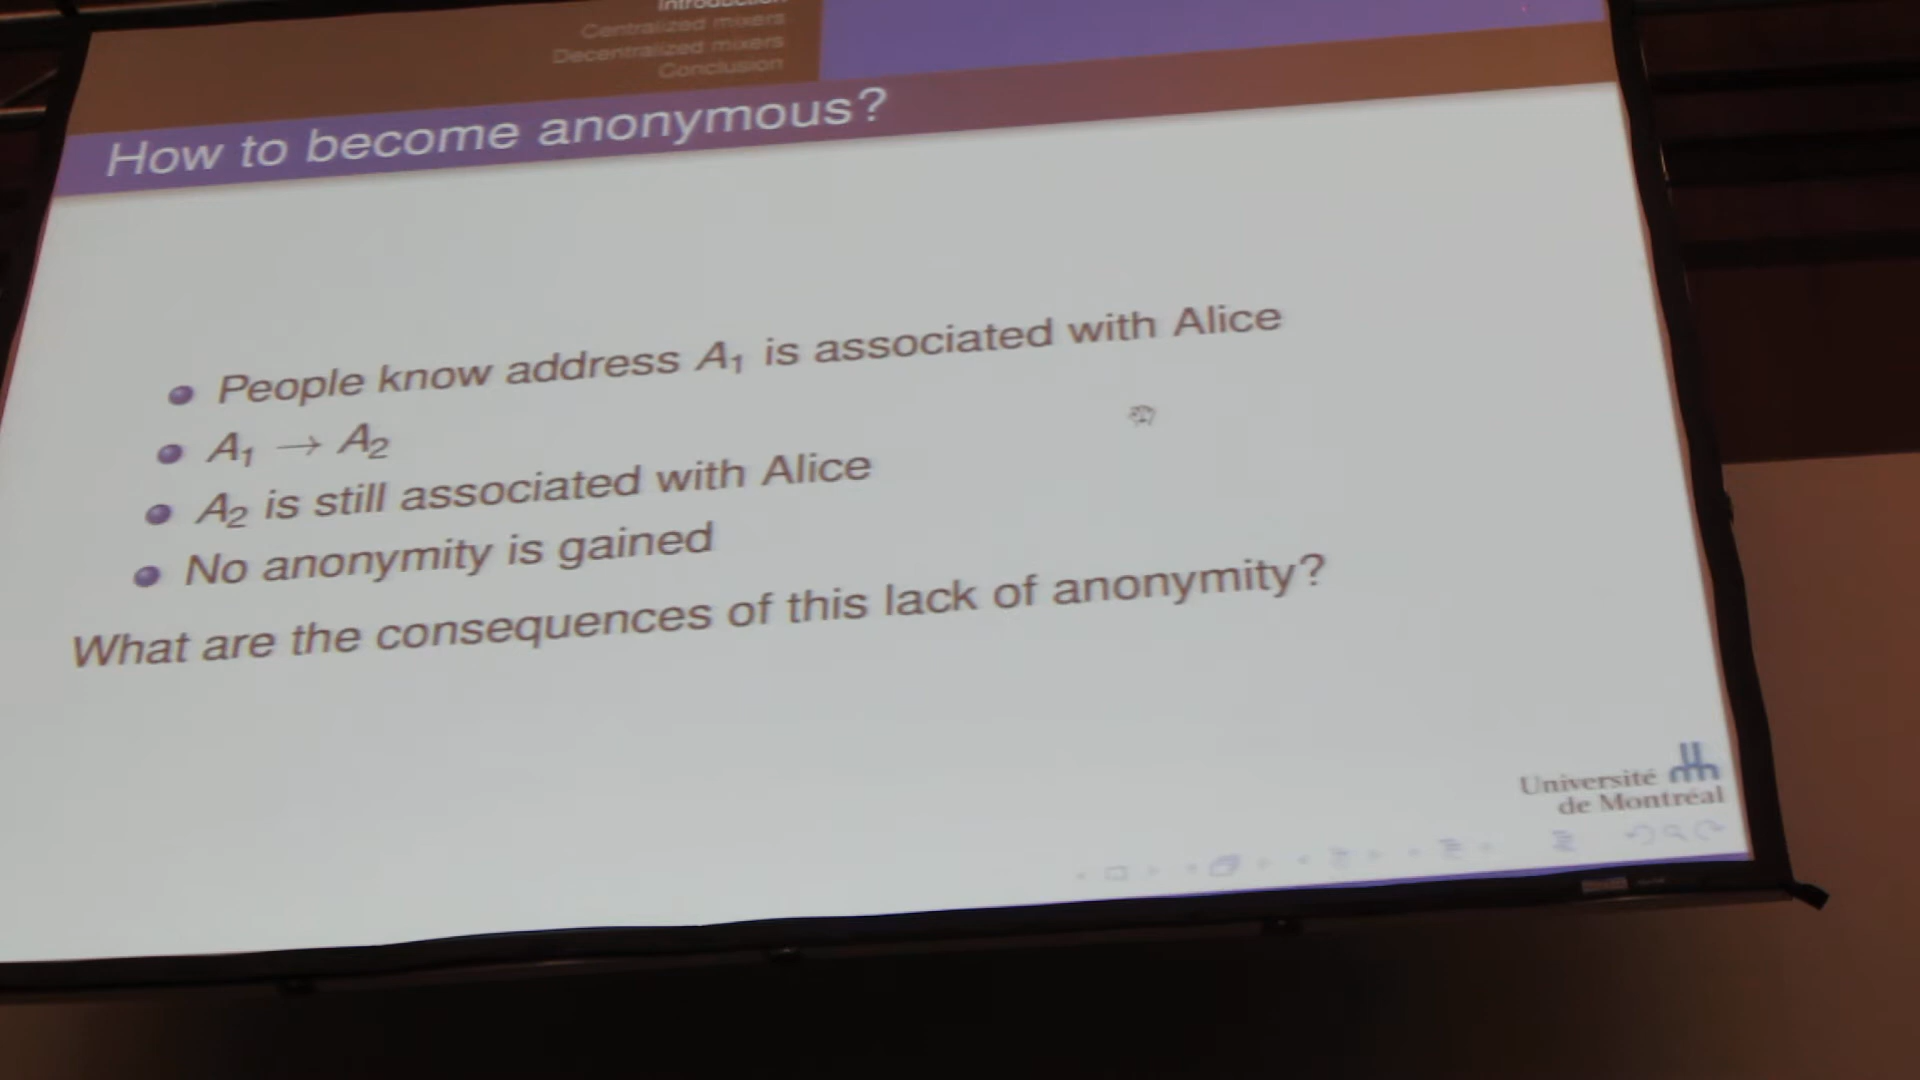 Introduction
Centralized mixers
Decentralized mixers
Conclusion
How to become anonymous?
People know address A₁ is associated with Alice
A₁ → A₂
A₂ is still associated with Alice
No anonymity is gained
What are the consequences of this lack of anonymity?
Université
de Montréal